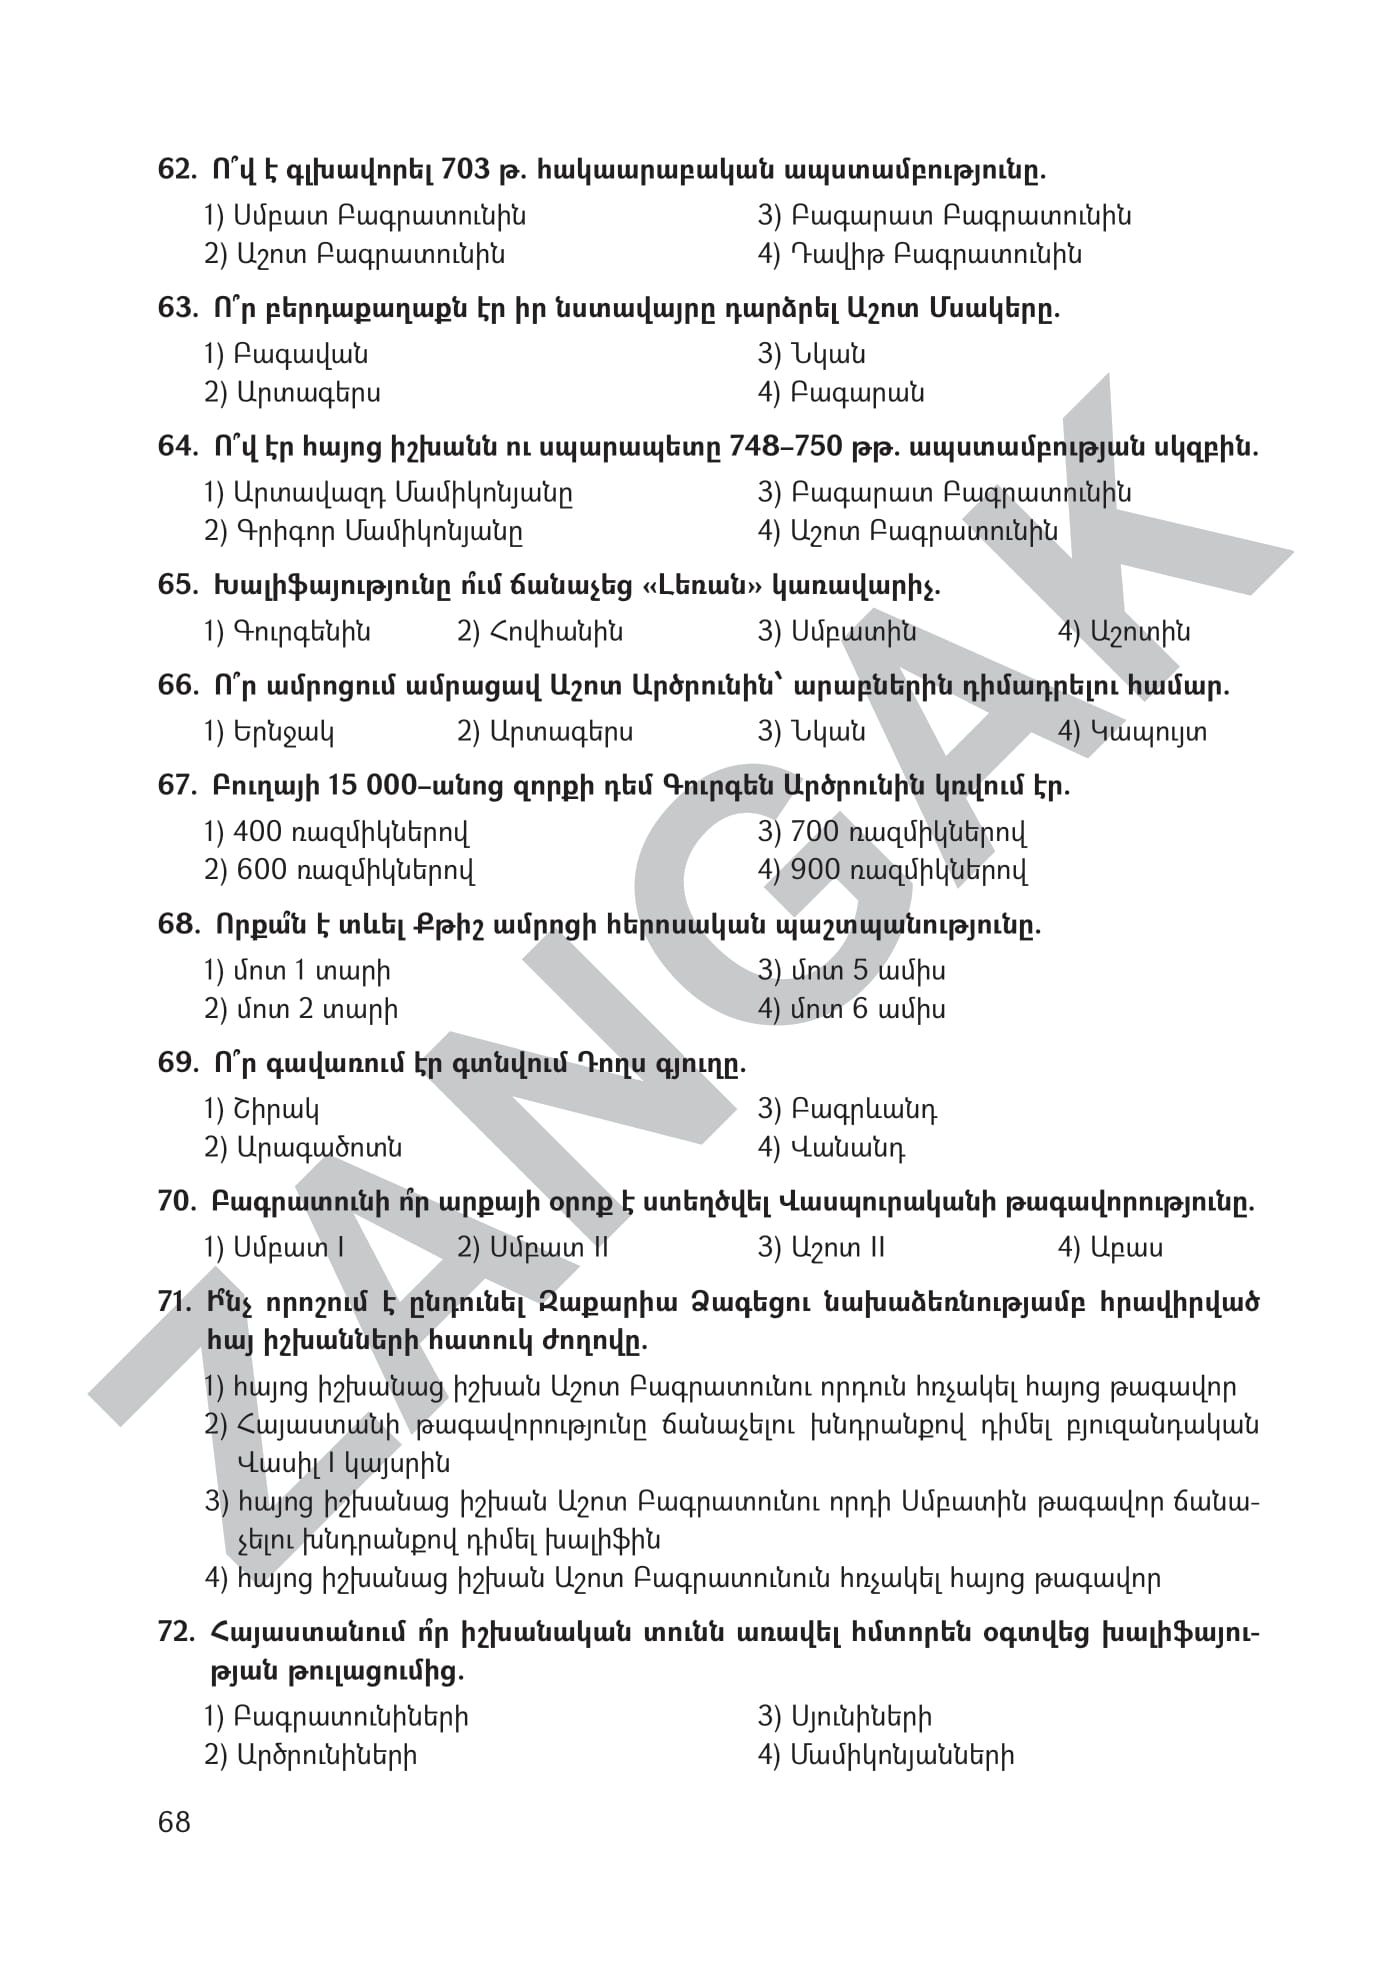 62. Ո՞վ է գլխավորել 703 թ. հակաարաբական ապստամբությունը.
1) Սմբատ Բագրատունին 3) Բագարատ Բագրատունին
2) Աշոտ Բագրատունին 4) Դավիթ Բագրատունին
63. Ո՞ր բերդաքաղաքն էր իր նստավայրը դարձրել Աշոտ Մսակերը.
1) Բագավան 3) Նկան
2) Արտագերս 4) Բագարան
64. Ո՞վ էր հայոց իշխանն ու սպարապետը 748–750 թթ. ապստամբության սկզբին.
1) Արտավազդ Մամիկոնյանը 3) Բագարատ Բագրատունին
2) Գրիգոր Մամիկոնյանը 4) Աշոտ Բագրատունին
65. Խալիֆայությունը ո՞ւմ ճանաչեց «Լեռան» կառավարիչ.
1) Գուրգենին 2) Հովհանին 3) Սմբատին 4) Աշոտին
66. Ո՞ր ամրոցում ամրացավ Աշոտ Արծրունին՝ արաբներին դիմադրելու համար.
1) Երնջակ 2) Արտագերս 3) Նկան 4) Կապույտ
67. Բուղայի 15 000–անոց զորքի դեմ Գուրգեն Արծրունին կռվում էր.
1) 400 ռազմիկներով 3) 700 ռազմիկներով
2) 600 ռազմիկներով 4) 900 ռազմիկներով
68. Որքա՞ն է տևել Քթիշ ամրոցի հերոսական պաշտպանությունը.
1) մոտ 1 տարի 3) մոտ 5 ամիս
2) մոտ 2 տարի 4) մոտ 6 ամիս
69. Ո՞ր գավառում էր գտնվում Դողս գյուղը.
1) Շիրակ 3) Բագրևանդ
2) Արագածոտն 4) Վանանդ
70. Բագրատունի ո՞ր արքայի օրոք է ստեղծվել Վասպուրականի թագավորությունը.
1) Սմբատ I 2) Սմբատ II 3) Աշոտ II 4) Աբաս
71. Ի՞նչ որոշում է ընդունել Զաքարիա Ձագեցու նախաձեռնությամբ հրավիրված
հայ իշխանների հատուկ ժողովը.
1) հայոց իշխանաց իշխան Աշոտ Բագրատունու որդուն հռչակել հայոց թագավոր
2) Հայաստանի թագավորությունը ճանաչելու խնդրանքով դիմել բյուզանդական
Վասիլ I կայսրին
3) հայոց իշխանաց իշխան Աշոտ Բագրատունու որդի Սմբատին թագավոր ճանա-
չելու խնդրանքով դիմել խալիֆին
4) հայոց իշխանաց իշխան Աշոտ Բագրատունուն հռչակել հայոց թագավոր
72. Հայաստանում ո՞ր իշխանական տունն առավել հմտորեն օգտվեց խալիֆայու-
թյան թուլացումից.
1) Բագրատունիների 3) Սյունիների
2) Արծրունիների 4) Մամիկոնյանների
68
ZANGAK